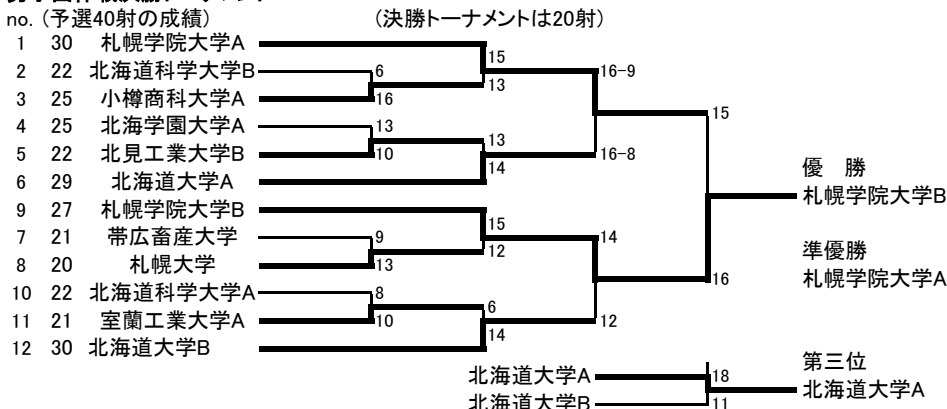 no. (予選40射の成績) (決勝トーナメントは20射)
1 30 札幌学院大学A
15
2 22 北海道科学大学B 6 16-9
13
3 25 小樽商科大学A 16
15
4 25 北海学園大学A 13
13
5 22 北見工業大学B 10 16-8
14
優 勝
6 29 北海道大学A
札幌学院大学B
9 27 札幌学院大学B
15
7 21 帯広畜産大学 9 14
12
準優勝
8 20 札幌大学 13
16 札幌学院大学A
10 22 北海道科学大学A 8
6
11 21 室蘭工業大学A 10 12
14
12 30 北海道大学B
第三位
北海道大学A 18
北海道大学A
北海道大学B 11